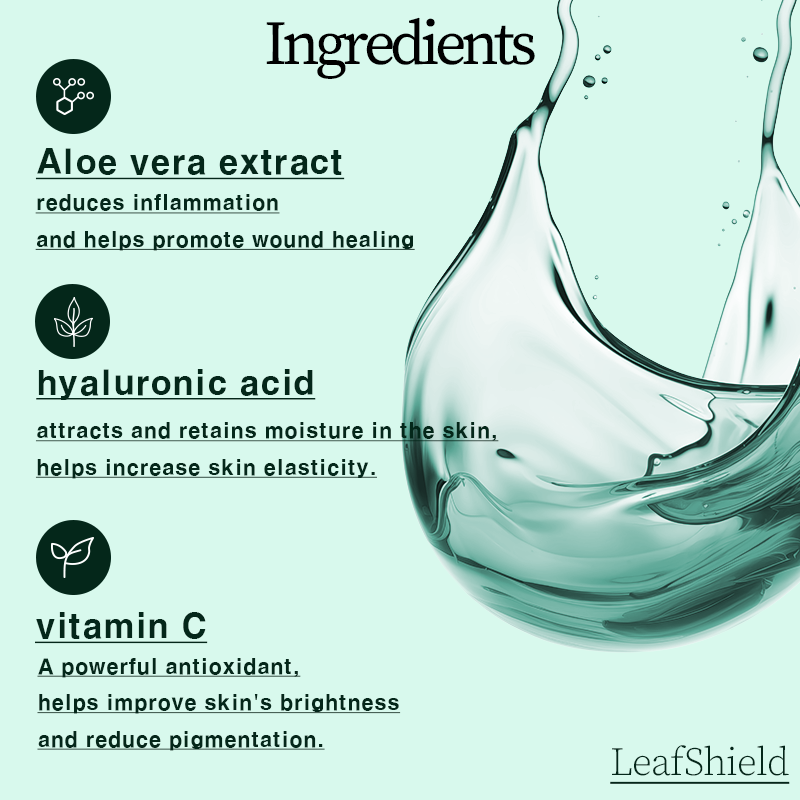 Ingredients
Aloe vera extract
reduces inflammation
and helps promote wound healing
hyaluronic acid
attracts and retains moisture in the skin,
helps increase skin elasticity.
vitamin C
A powerful antioxidant,
helps improve skin's brightness
and reduce pigmentation.
LeafShield